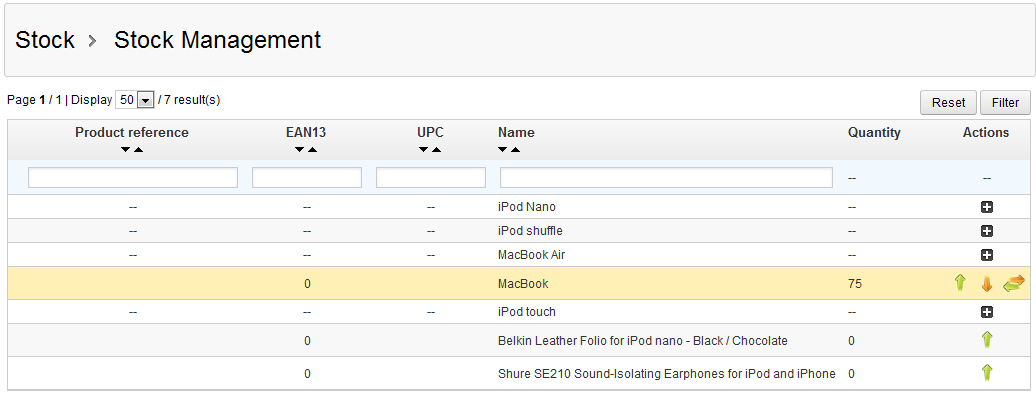 Stock > Stock Management
Page 1 / 1 | Display 50 / 7 result(s)
Reset Filter
Product reference EAN13 UPC Name Quantity Actions
-- --
-- -- -- iPod Nano --
-- -- -- iPod shuffle --
-- -- -- MacBook Air --
0 MacBook 75
-- -- -- iPod touch --
0 Belkin Leather Folio for iPod nano - Black / Chocolate 0
0 Shure SE210 Sound-Isolating Earphones for iPod and iPhone 0